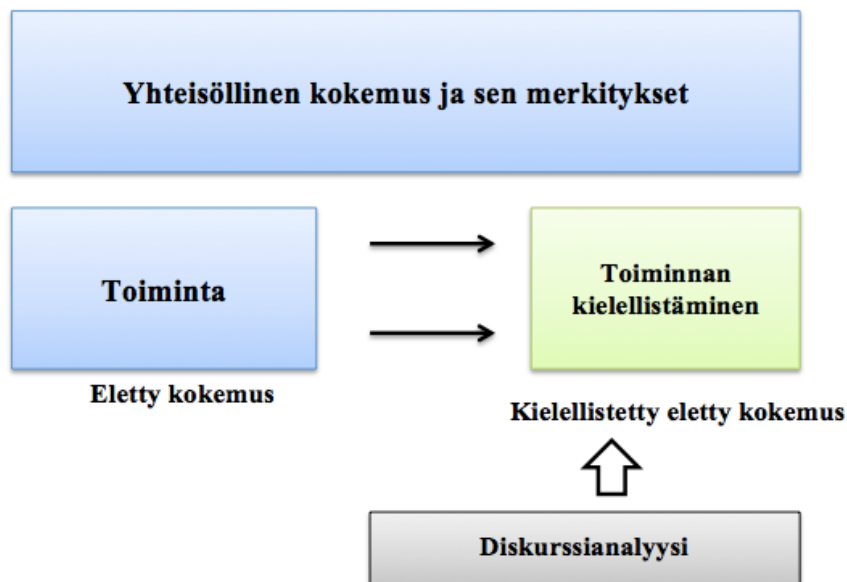 Yhteisöllinen kokemus ja sen merkitykset
Toiminta
Toiminnan
kielellistäminen
Eletty kokemus
Kielellistetty eletty kokemus
Diskurssianalyysi